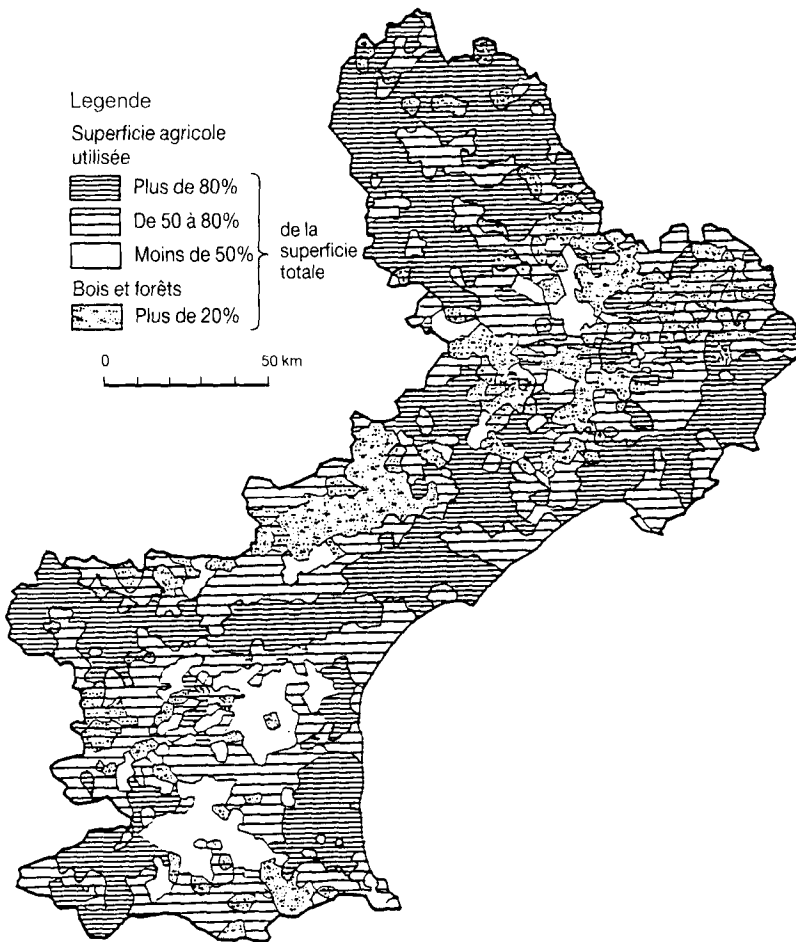 Legende
Superficie agricole
utilisée
Plus de 80%
De 50 à 80%
Moins de 50%
de la
superficie
totale
Bois et forêts
Plus de 20%
0 50 km